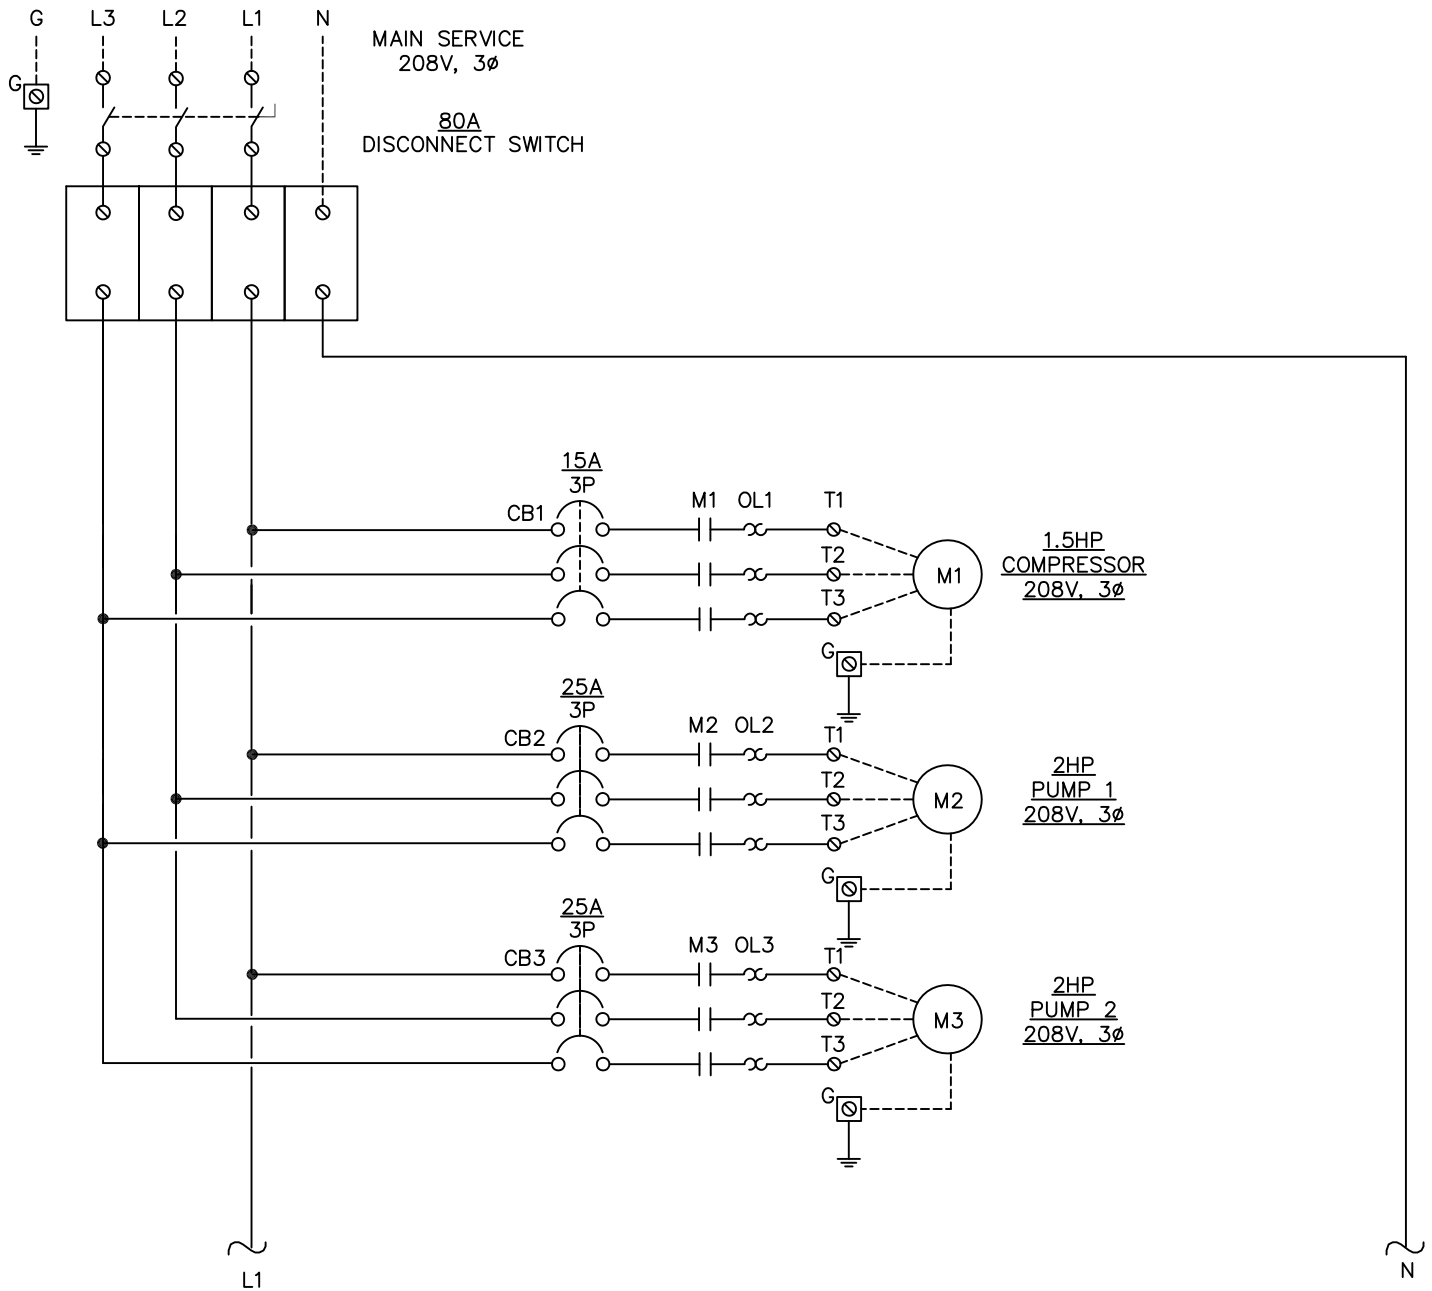 G L3 L2 L1 N
MAIN SERVICE
208V, 3ø
G
80A
DISCONNECT SWITCH
15A
3P
CB1 M1 OL1 T1
T2
T3
M1
1.5HP
COMPRESSOR
208V, 3ø
G
25A
3P
CB2 M2 OL2 T1
T2
T3
M2
2HP
PUMP 1
208V, 3ø
G
25A
3P
CB3 M3 OL3 T1
T2
T3
M3
2HP
PUMP 2
208V, 3ø
G
L1
N